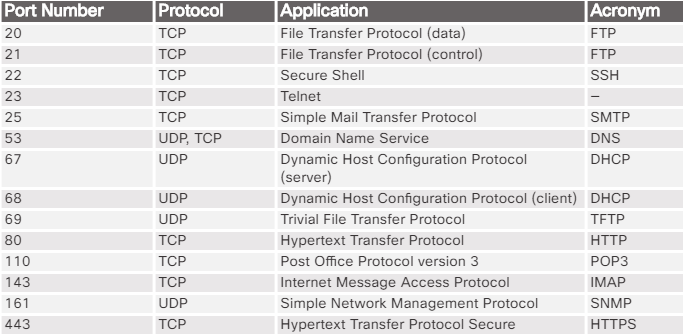 Port Number Protocol Application Acronym
20 TCP File Transfer Protocol (data) FTP
21 TCP File Transfer Protocol (control) FTP
22 TCP Secure Shell SSH
23 TCP Telnet –
25 TCP Simple Mail Transfer Protocol SMTP
53 UDP, TCP Domain Name Service DNS
67 UDP Dynamic Host Configuration Protocol DHCP
(server)
68 UDP Dynamic Host Configuration Protocol (client) DHCP
69 UDP Trivial File Transfer Protocol TFTP
80 TCP Hypertext Transfer Protocol HTTP
110 TCP Post Office Protocol version 3 POP3
143 TCP Internet Message Access Protocol IMAP
161 UDP Simple Network Management Protocol SNMP
443 TCP Hypertext Transfer Protocol Secure HTTPS